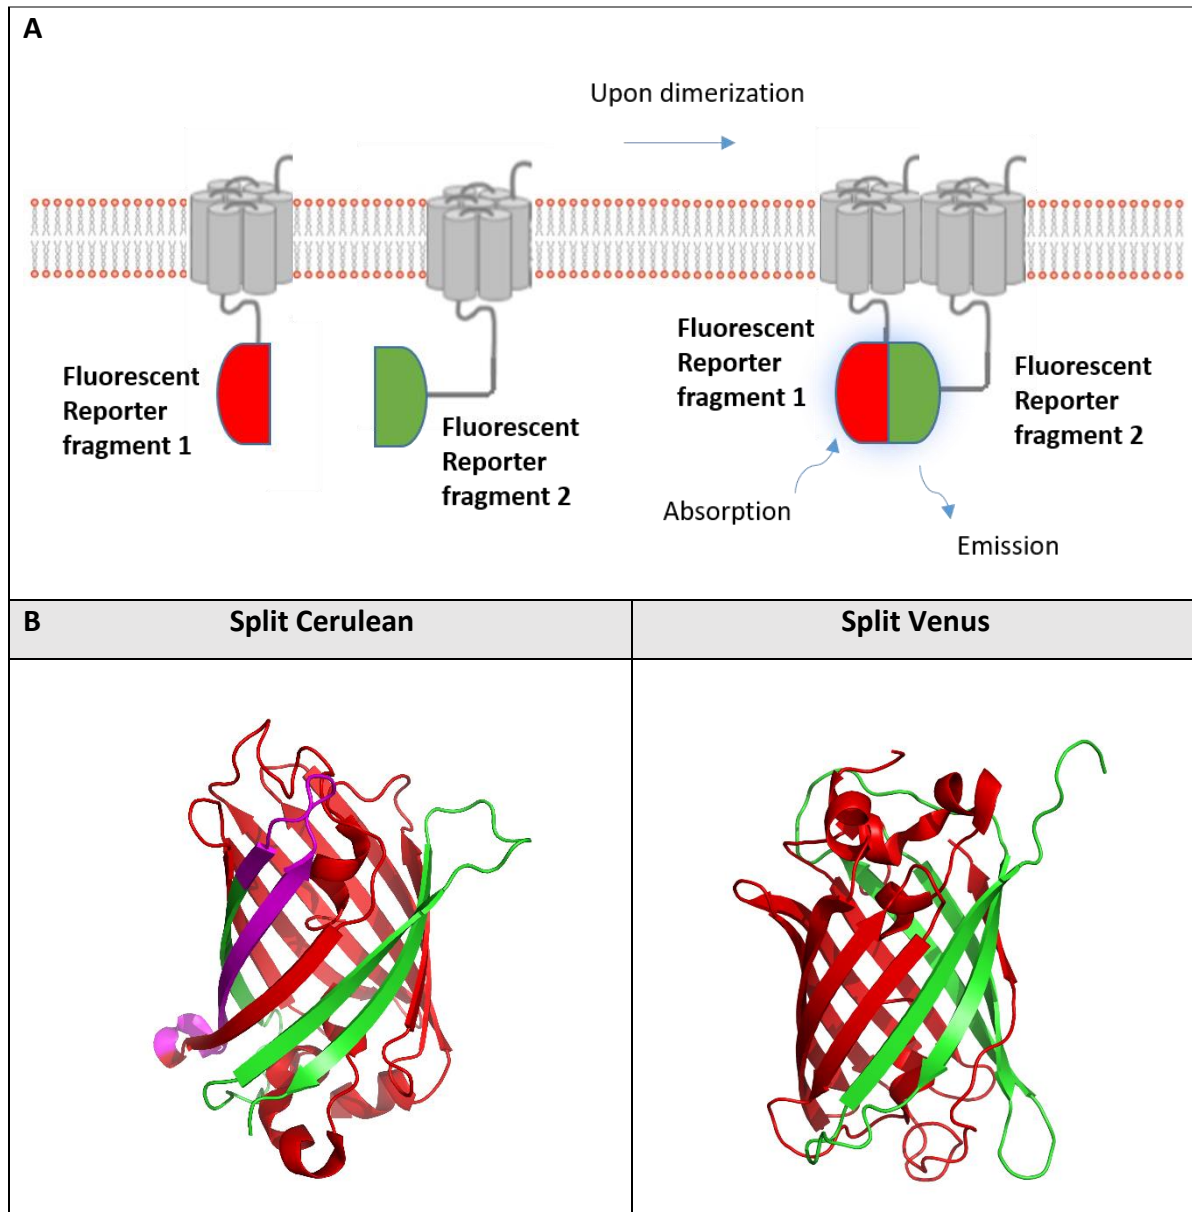 A
Upon dimerization
Fluorescent
Reporter
fragment 1
Fluorescent
Reporter
fragment 2
Fluorescent
Reporter
fragment 1
Fluorescent
Reporter
fragment 2
Absorption
Emission
B
Split Cerulean
Split Venus